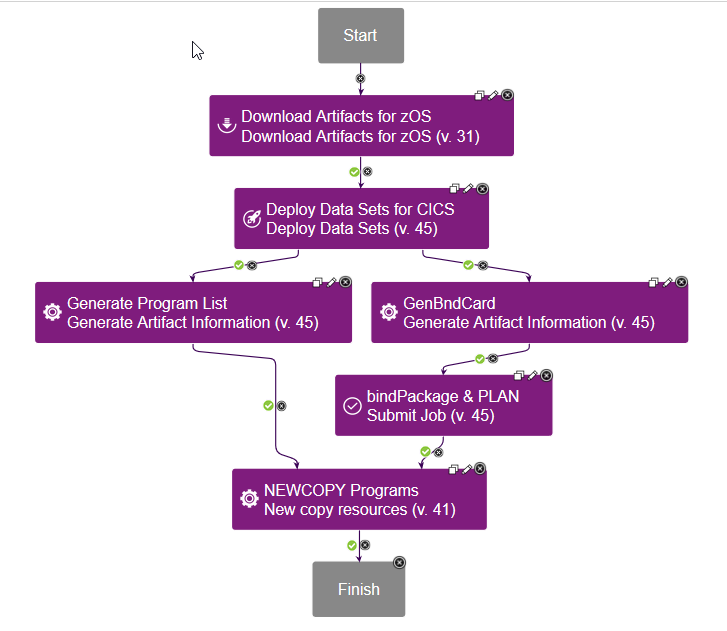 Start
Download Artifacts for zOS
Download Artifacts for zOS (v. 31)
Deploy Data Sets for CICS
Deploy Data Sets (v. 45)
Generate Program List
Generate Artifact Information (v. 45)
GenBndCard
Generate Artifact Information (v. 45)
bindPackage & PLAN
Submit Job (v. 45)
NEWCOPY Programs
New copy resources (v. 41)
Finish